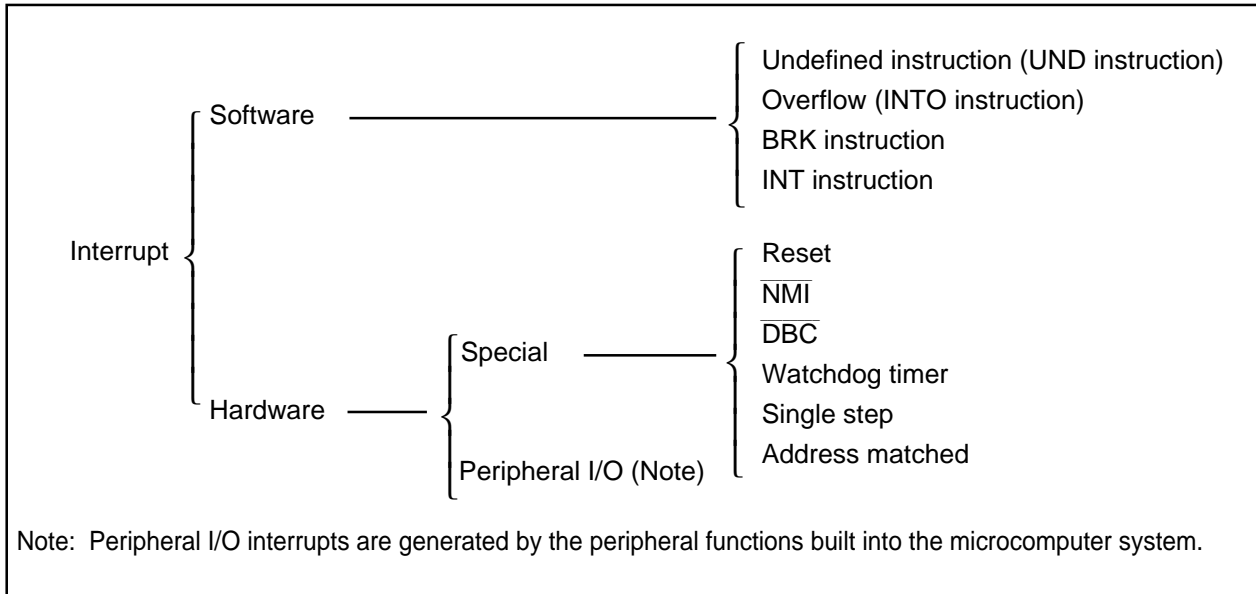 Undefined instruction (UND instruction)
Overflow (INTO instruction)
Software
BRK instruction
INT instruction
Interrupt
Reset
N̅M̅I̅
D̅B̅C̅
Special
Watchdog timer
Hardware
Single step
Address matched
Peripheral I/O (Note)
Note: Peripheral I/O interrupts are generated by the peripheral functions built into the microcomputer system.